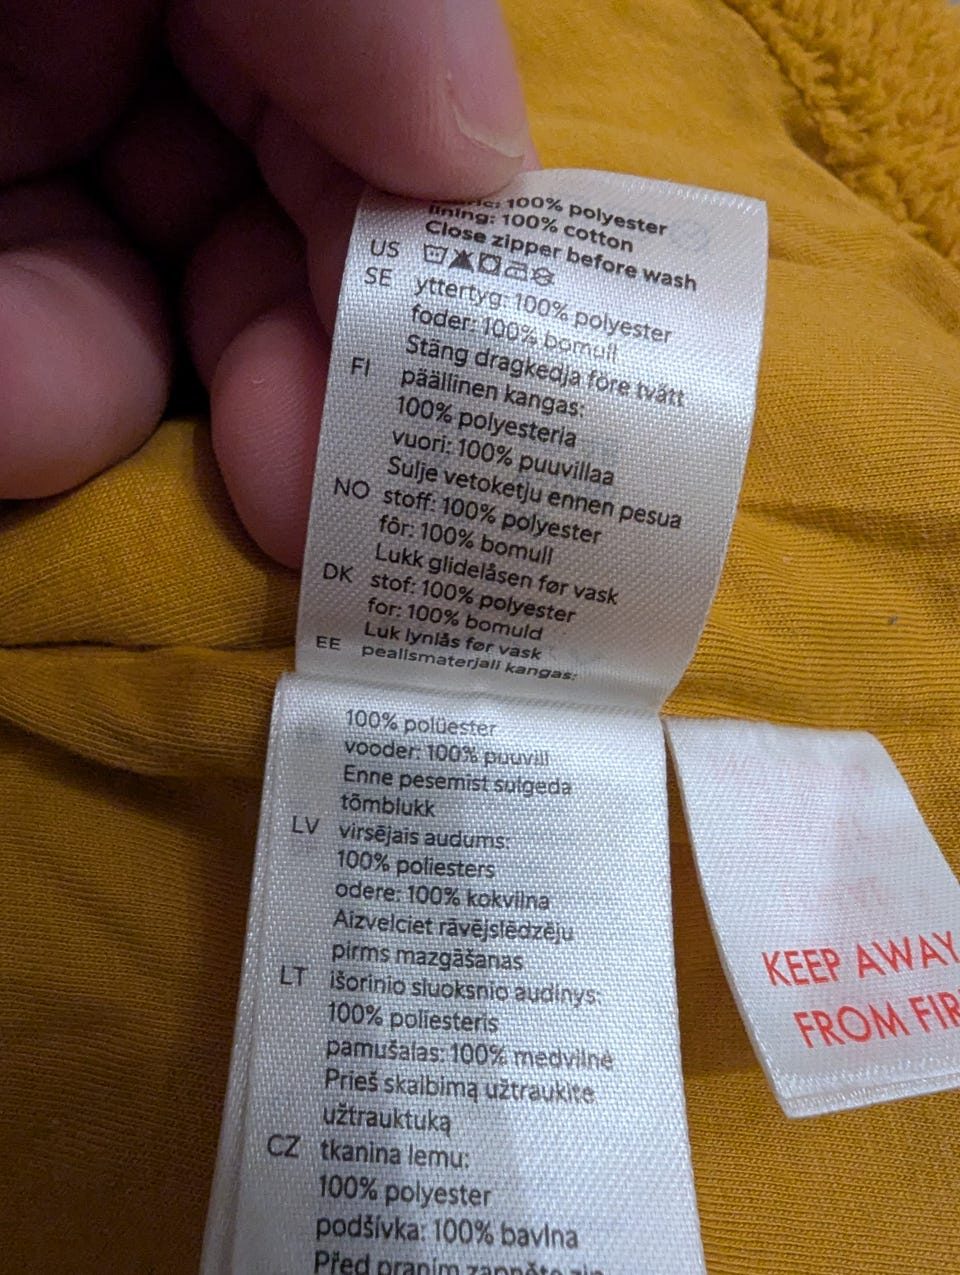 100% polyester
lining: 100% cotton
Close zipper before wash
US
SE yttertyg: 100% polyester
foder: 100% bomull
Stäng dragkedja före tvätt
FI päällinen kangas:
100% polyesteria
vuori: 100% puuvillaa
Sulje vetoketju ennen pesua
NO stoff: 100% polyester
fôr: 100% bomull
Lukk glidelåsen før vask
DK stof: 100% polyester
for: 100% bomuld
Luk lynlås før vask
EE pealismaterjali kangas:
100% polüester
vooder: 100% puuvill
Enne pesemist sulgeda
tõmblukk
LV virsējais audums:
100% poliesters
odere: 100% kokvilna
Aizvelciet rāvējslēdzēju
pirms mazgāšanas
LT išorinio sluoksnio audinys:
100% poliesteris
pamušalas: 100% medvilnė
Prieš skalbimą užtraukite
užtrauktuką
CZ tkanina lemu:
100% polyester
podšívka: 100% bavlna
Před praním zapněte
KEEP AWAY
FROM FIR